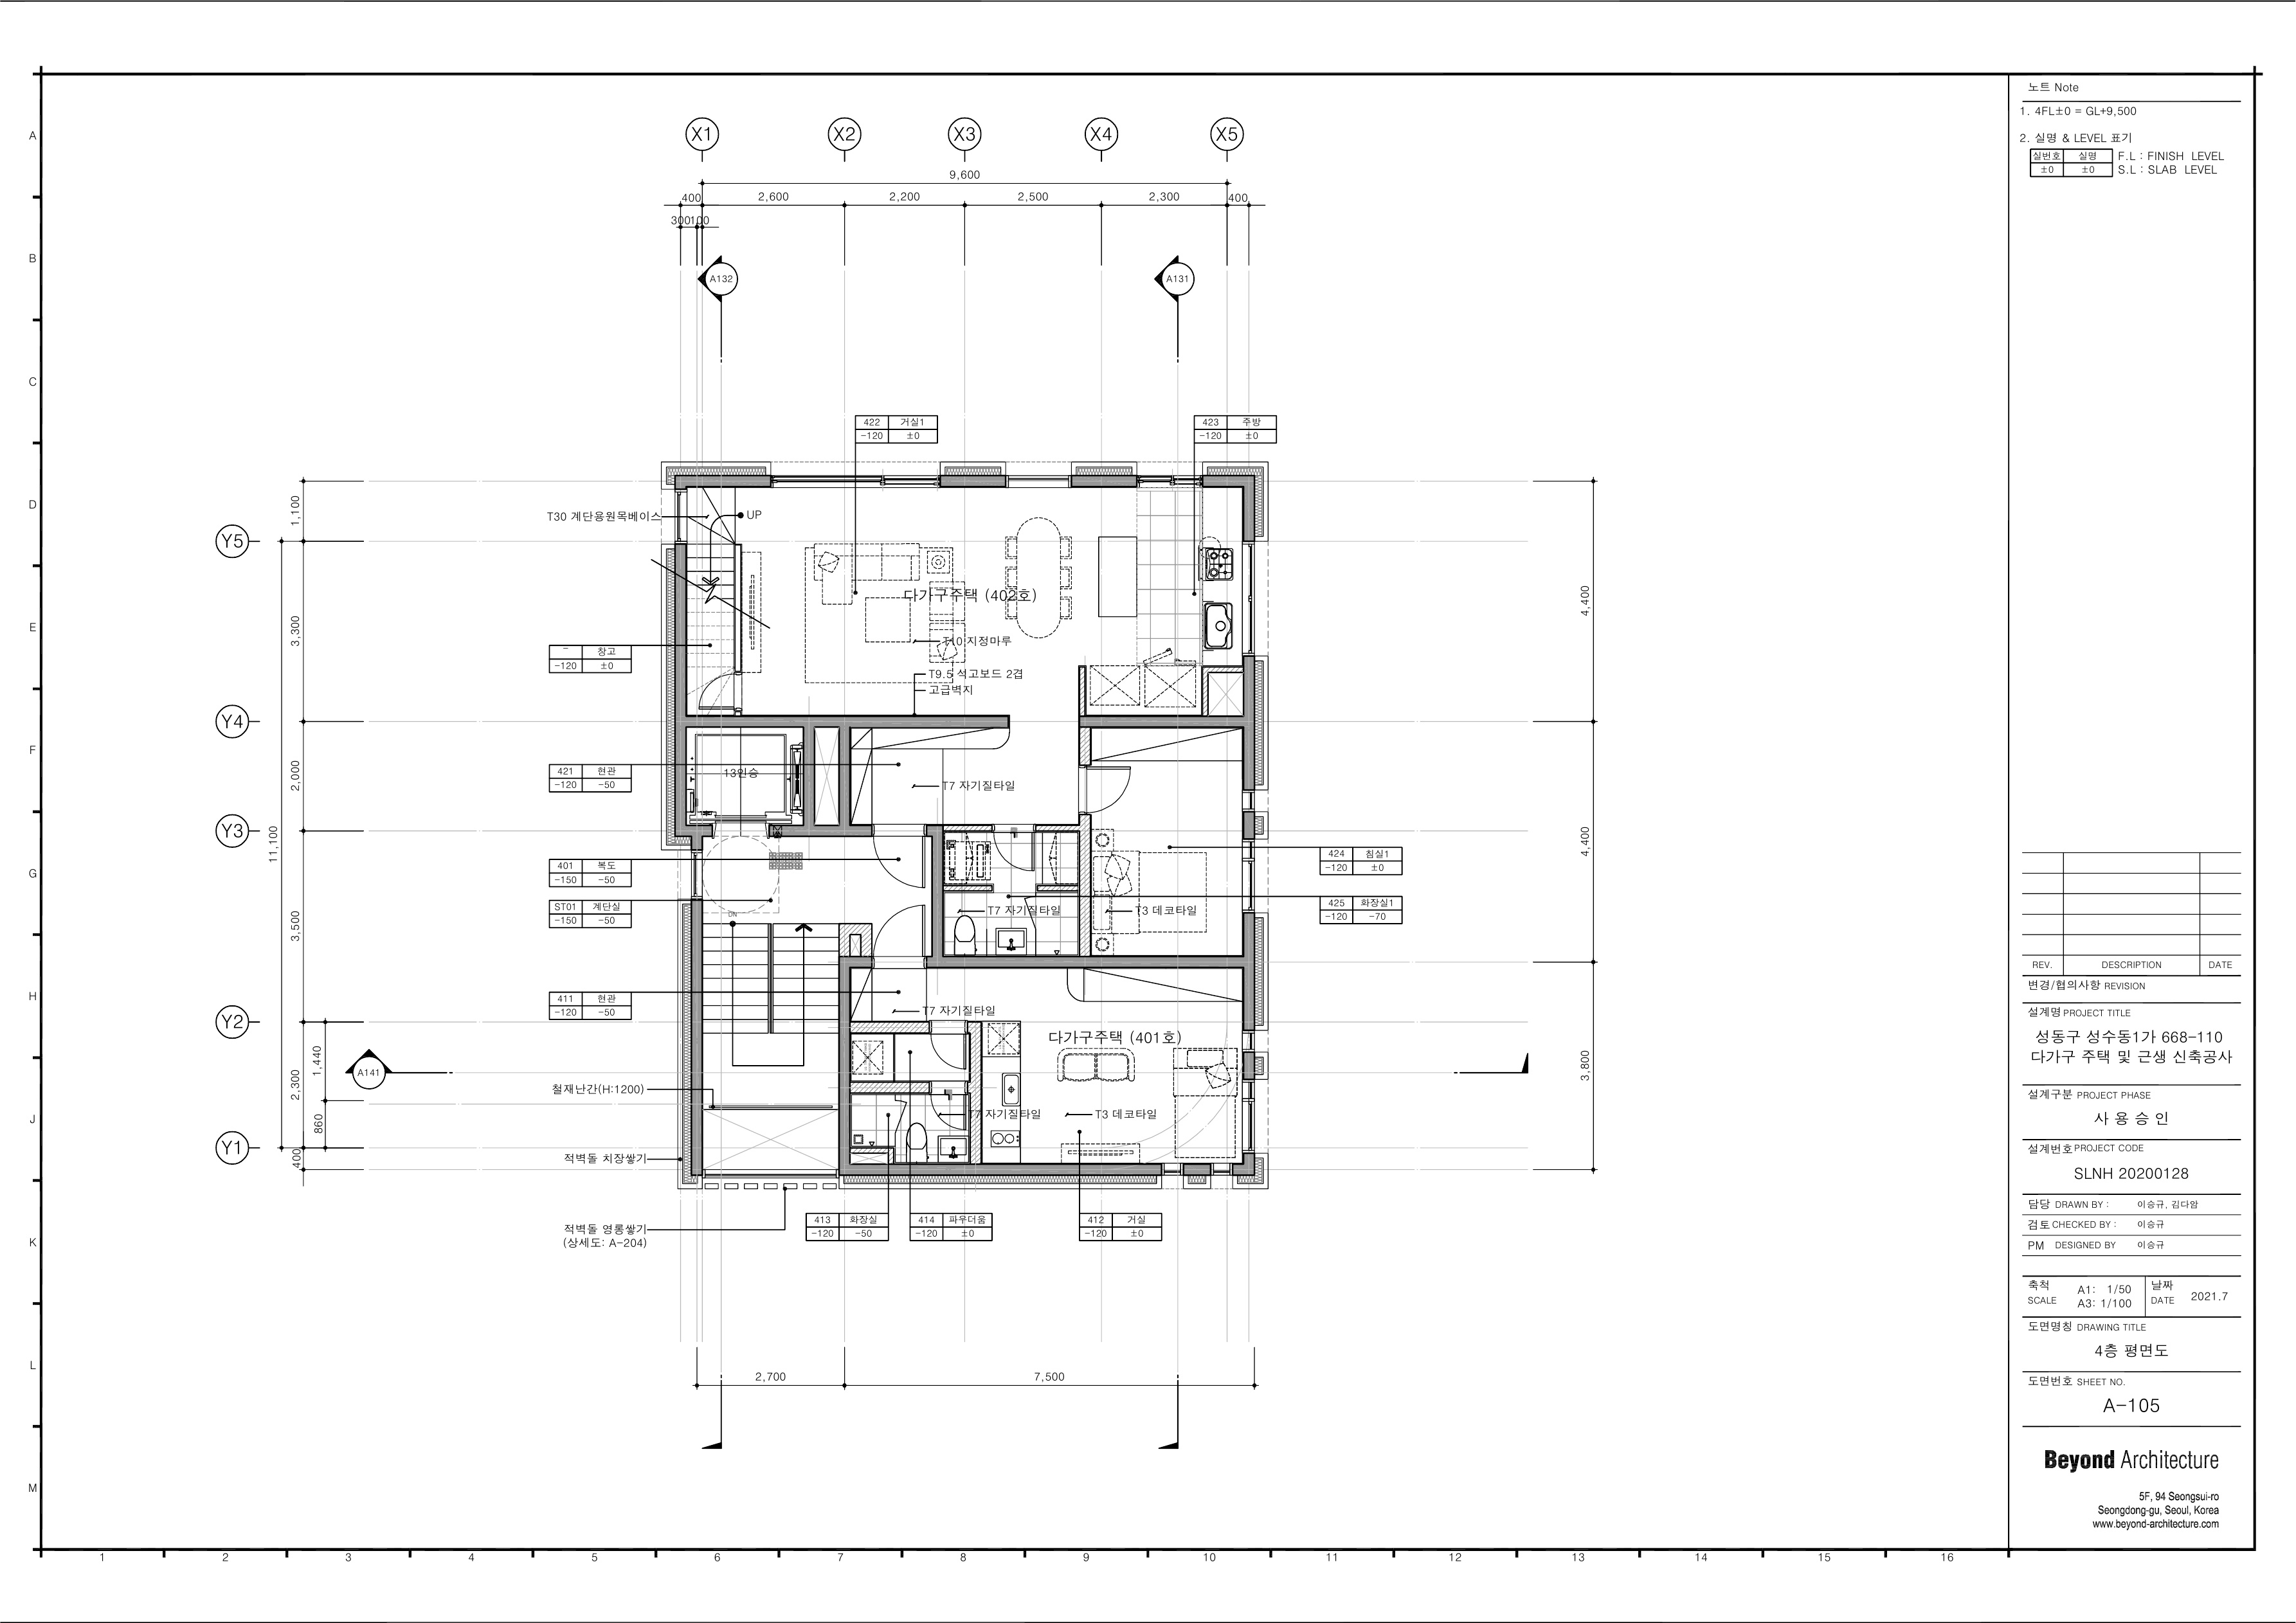 노트 Note
1. 4FL±0 = GL+9,500
2. 실명 & LEVEL 표기
실번호 실명 F.L : FINISH LEVEL
±0 ±0 S.L : SLAB LEVEL
A
B
C
D
E
F
G
H
J
K
L
M
X1 X2 X3 X4 X5
9,600
400 2,600 2,200 2,500 2,300 400
300 100
A132 A131
422 거실1
-120 ±0
423 주방
-120 ±0
T30 계단용원목베이스
UP
Y5
Y4
Y3
Y2
Y1
1,100
3,300
2,000
3,500
2,300
400
11,100
1,440
860
4,400
4,400
3,800
다가구주택 (402호)
T10 지정마루
- 창고
-120 ±0
T9.5 석고보드 2겹
고급벽지
421 현관
-120 -50
13인승
T7 자기질타일
401 복도
-150 -50
424 침실1
-120 ±0
ST01 계단실
-150 -50
DN
425 화장실1
-120 -70
T7 자기질타일
T3 데코타일
411 현관
-120 -50
T7 자기질타일
다가구주택 (401호)
A141
철재난간(H:1200)
T7 자기질타일
T3 데코타일
적벽돌 치장쌓기
적벽돌 영롱쌓기
(상세도: A-204)
413 화장실
-120 -50
414 파우더움
-120 ±0
412 거실
-120 ±0
2,700 7,500
1 2 3 4 5 6 7 8 9 10 11 12 13 14 15 16
REV. DESCRIPTION DATE
변경/협의사항 REVISION
설계명 PROJECT TITLE
성동구 성수동1가 668-110
다가구 주택 및 근생 신축공사
설계구분 PROJECT PHASE
사 용 승 인
설계번호 PROJECT CODE
SLNH 20200128
담당 DRAWN BY : 이승규, 김다암
검토 CHECKED BY : 이승규
PM DESIGNED BY 이승규
축척 SCALE A1: 1/50
A3: 1/100
날짜 DATE 2021.7
도면명칭 DRAWING TITLE
4층 평면도
도면번호 SHEET NO.
A-105
Beyond Architecture
5F, 94 Seongsui-ro
Seongdong-gu, Seoul, Korea
www.beyond-architecture.com